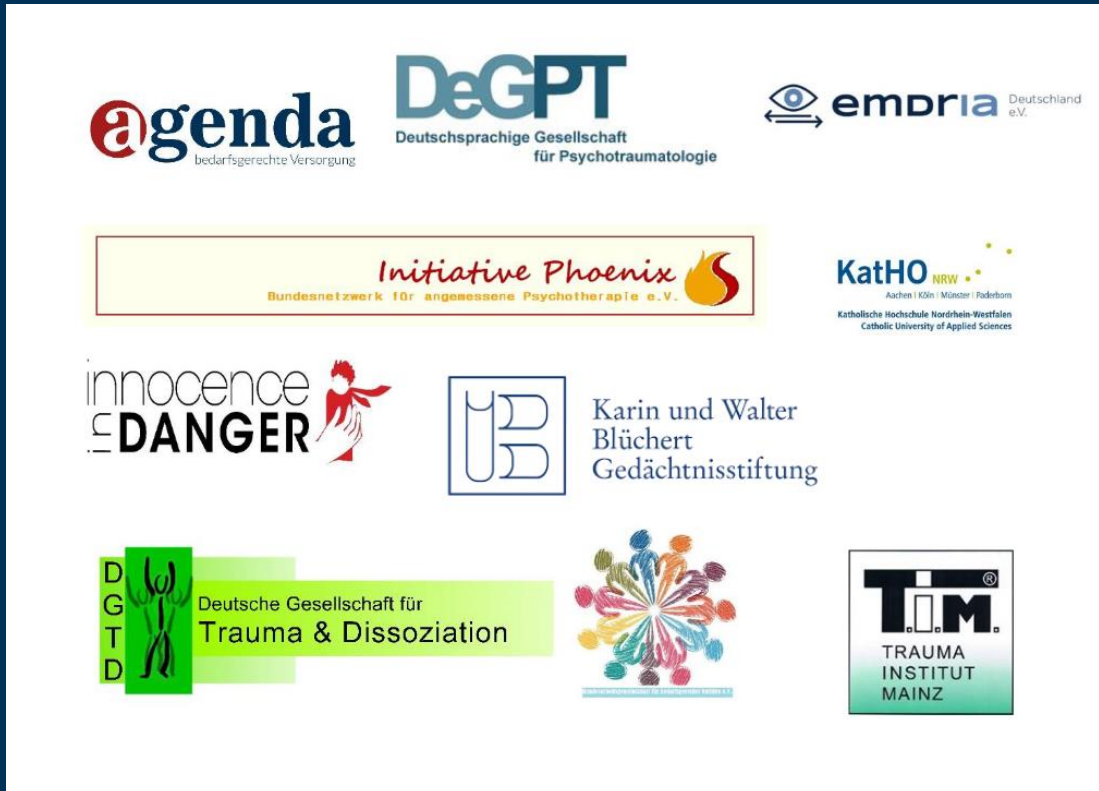 agenda
bedarfsgerechte Versorgung
DeGPT
Deutschsprachige Gesellschaft
für Psychotraumatologie
emDrIa Deutschland
e.V.
Initiative Phoenix
Bundesnetzwerk für angemessene Psychotherapie e.V.
KatHO NRW
Aachen | Köln | Münster | Paderborn
Katholische Hochschule Nordrhein-Westfalen
Catholic University of Applied Sciences
innocence
in DANGER
Karin und Walter
Blüchert
Gedächtnisstiftung
DGTD
Deutsche Gesellschaft für
Trauma & Dissoziation
T.I.M.®
TRAUMA
INSTITUT
MAINZ